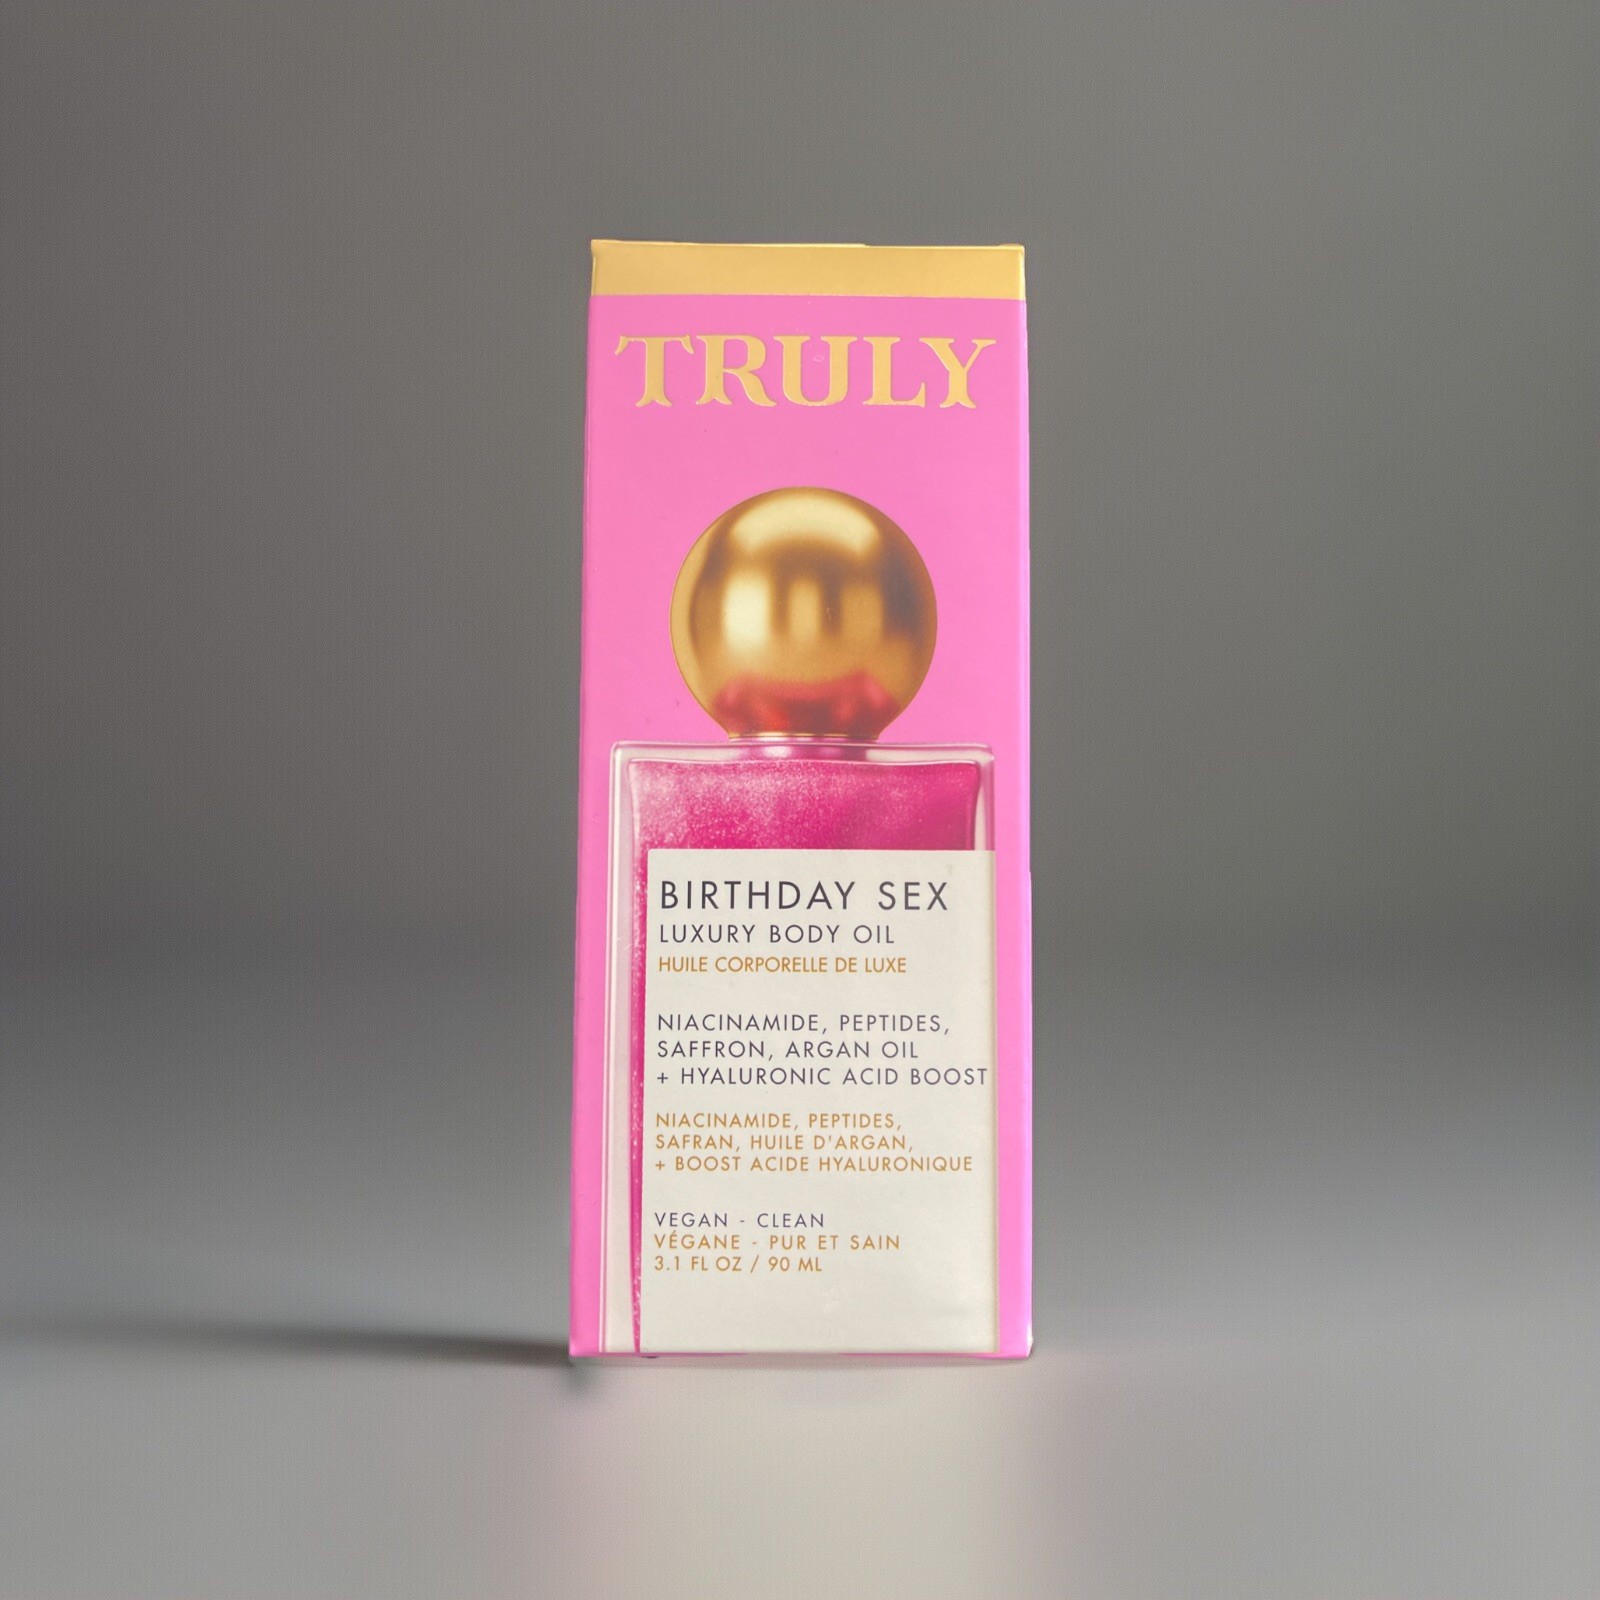 TRULY
BIRTHDAY SEX
LUXURY BODY OIL
HUILE CORPORELLE DE LUXE
NIACINAMIDE, PEPTIDES,
SAFFRON, ARGAN OIL
+ HYALURONIC ACID BOOST
NIACINAMIDE, PEPTIDES,
SAFRAN, HUILE D'ARGAN,
+ BOOST ACIDE HYALURONIQUE
VEGAN - CLEAN
VÉGANE - PUR ET SAIN
3.1 FL OZ / 90 ML